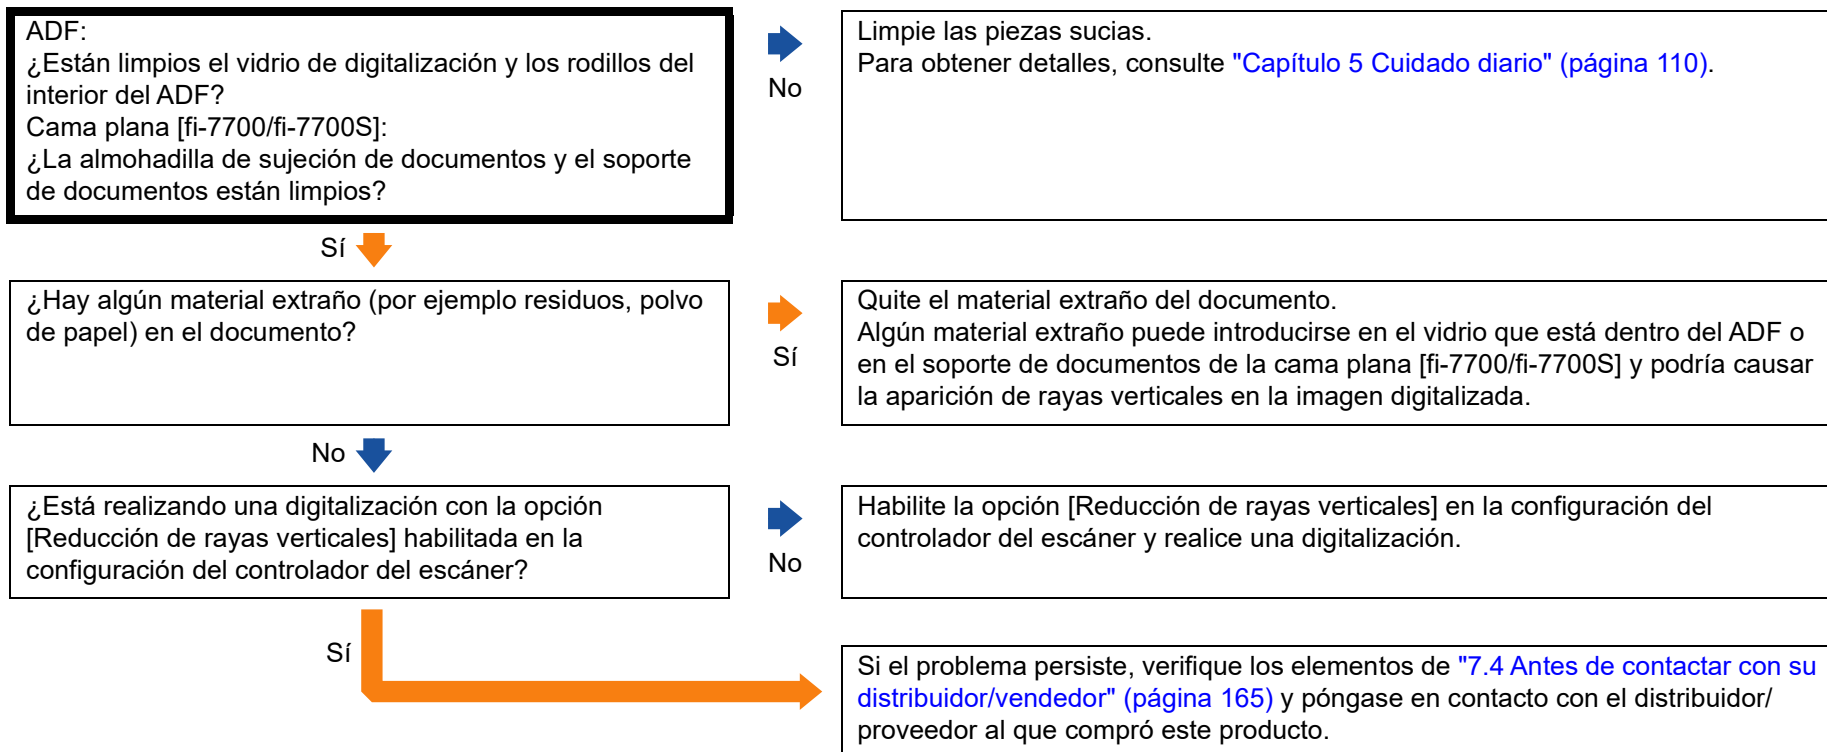 ADF:
¿Están limpios el vidrio de digitalización y los rodillos del
interior del ADF?
Cama plana [fi-7700/fi-7700S]:
¿La almohadilla de sujeción de documentos y el soporte
de documentos están limpios?
No
Limpie las piezas sucias.
Para obtener detalles, consulte "Capítulo 5 Cuidado diario" (página 110).
Sí
¿Hay algún material extraño (por ejemplo residuos, polvo
de papel) en el documento?
Sí
Quite el material extraño del documento.
Algún material extraño puede introducirse en el vidrio que está dentro del ADF o
en el soporte de documentos de la cama plana [fi-7700/fi-7700S] y podría causar
la aparición de rayas verticales en la imagen digitalizada.
No
¿Está realizando una digitalización con la opción
[Reducción de rayas verticales] habilitada en la
configuración del controlador del escáner?
No
Habilite la opción [Reducción de rayas verticales] en la configuración del
controlador del escáner y realice una digitalización.
Sí
Si el problema persiste, verifique los elementos de "7.4 Antes de contactar con su
distribuidor/vendedor" (página 165) y póngase en contacto con el distribuidor/
proveedor al que compró este producto.